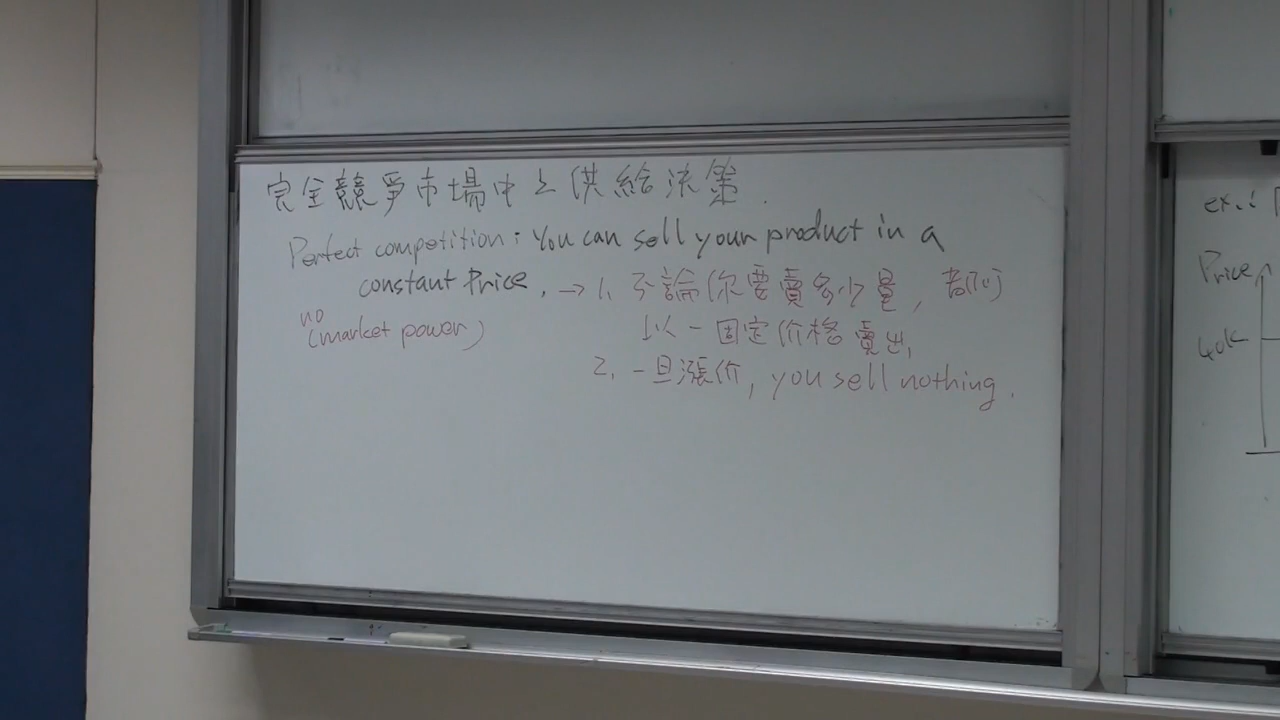 完全競爭市場中之供給決策.
Perfect competition: You can sell your product in a
constant Price. → 1. 不論你要賣多少量, 都可
no (market power) 以一固定价格賣出.
2. 一旦漲价, you sell nothing.
ex.:
Price
40k